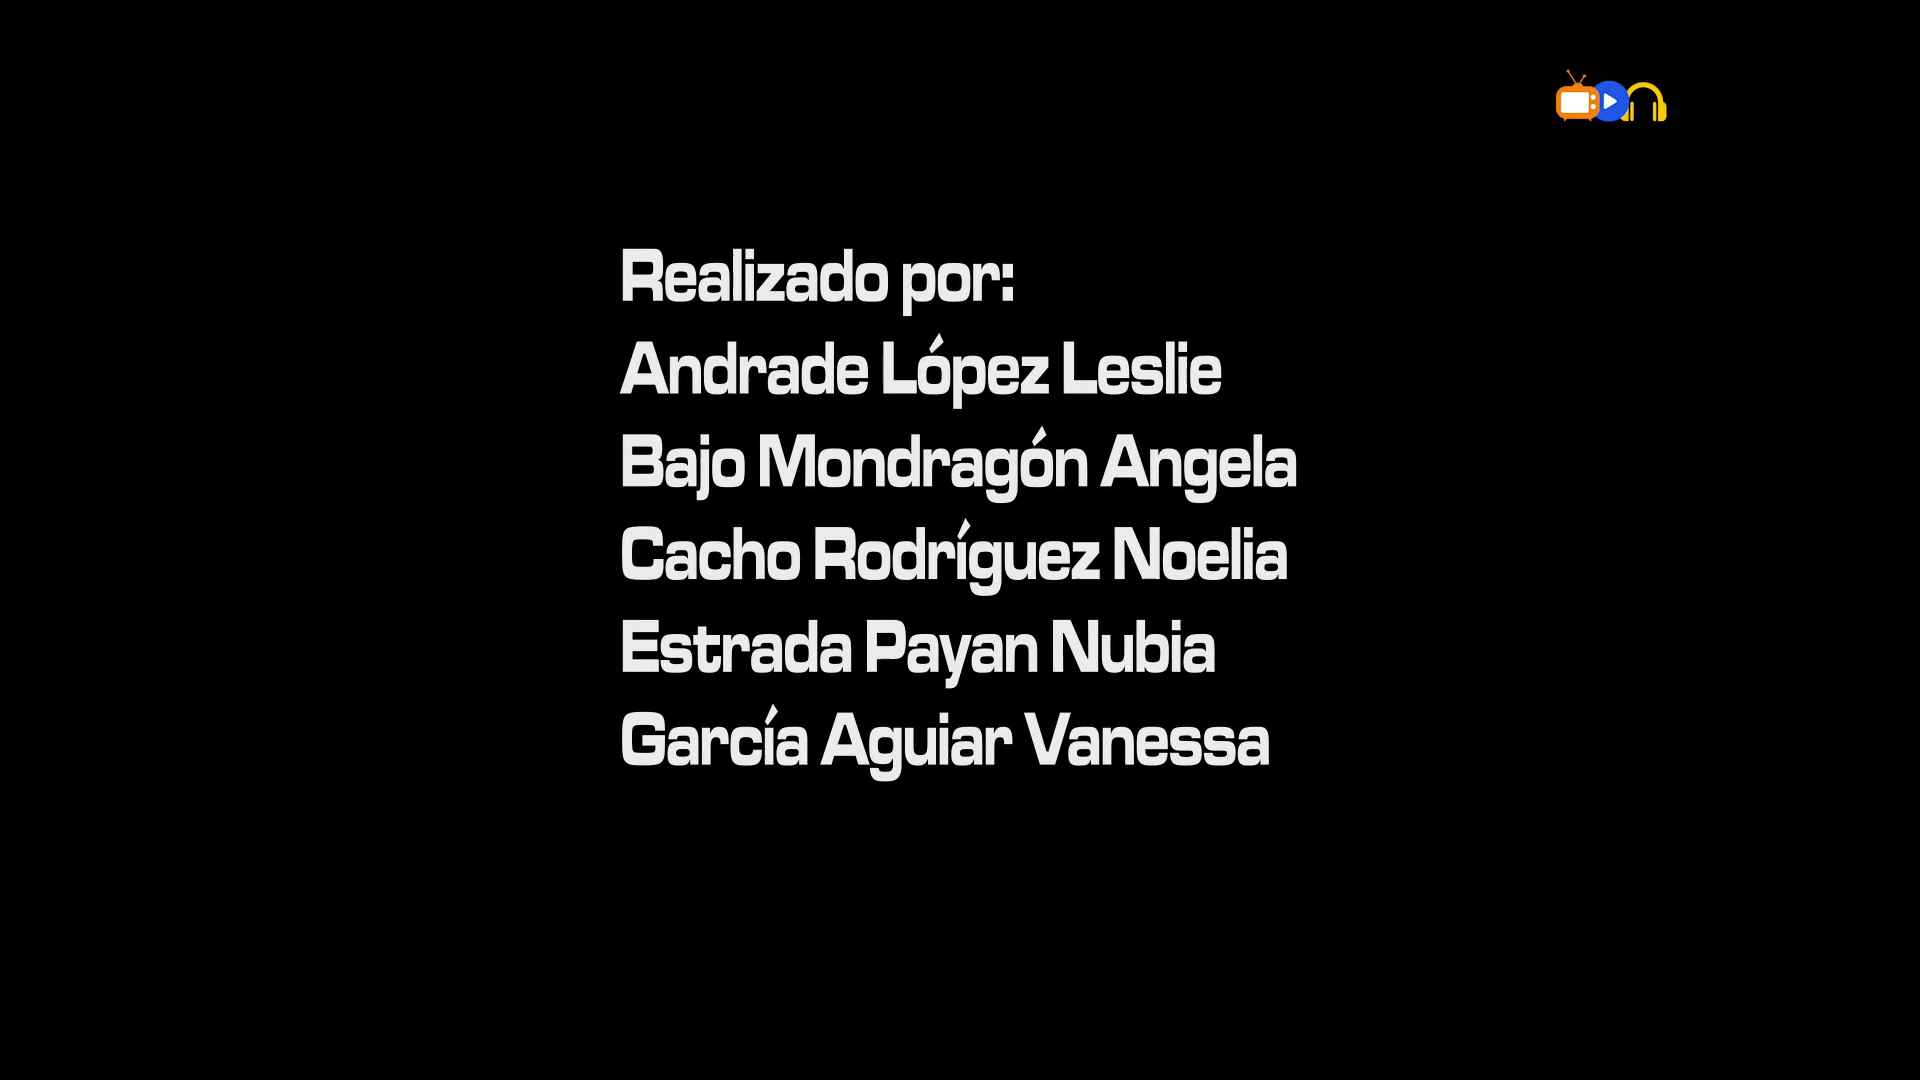 Realizado por:
Andrade López Leslie
Bajo Mondragón Angela
Cacho Rodríguez Noelia
Estrada Payan Nubia
García Aguiar Vanessa